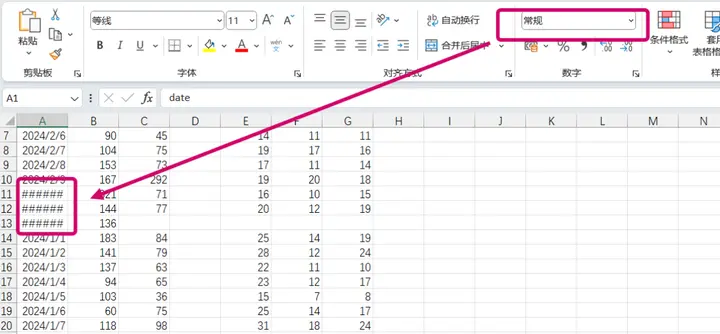 等线 11 A A 自动换行 常规
粘贴 B I U A 文 合并后居中 % 条件格式 套用
表格格式
剪贴板 字体 对齐方式 数字
A1 fx date
A B C D E F G H I J K L M N
7 2024/2/6 90 45 14 11 11
8 2024/2/7 104 75 19 17 16
9 2024/2/8 153 73 17 11 14
10 2024/2/9 167 292 19 20 18
11 ###### 221 71 16 10 15
12 ###### 144 77 20 12 19
13 ###### 136
14 2024/1/1 183 84 25 14 19
15 2024/1/2 141 79 28 12 24
16 2024/1/3 137 63 22 11 10
17 2024/1/4 94 65 23 12 17
18 2024/1/5 103 36 15 7 8
19 2024/1/6 60 75 25 14 17
20 2024/1/7 118 98 31 18 24